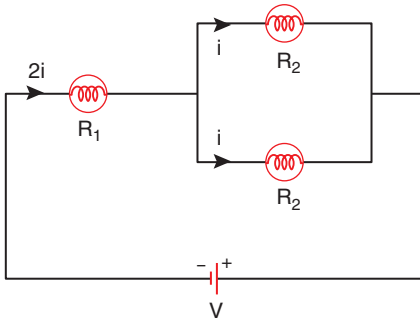 i
R₂
2i
R₁
i
R₂
− +
V